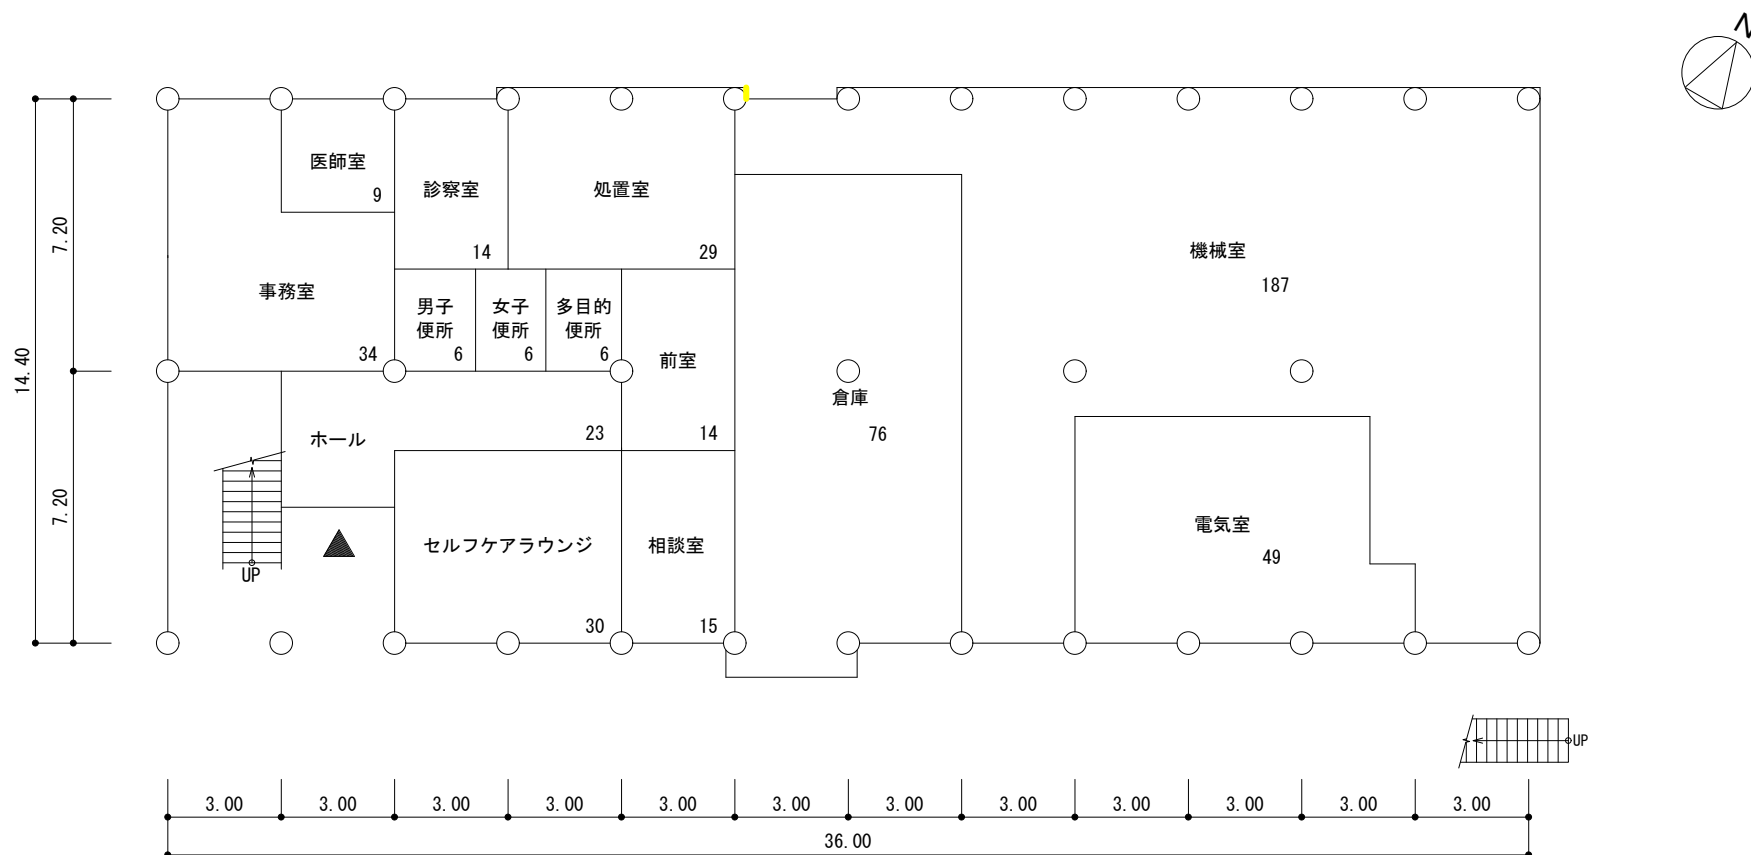 N
医師室
9
診察室
14
処置室
29
機械室
187
事務室
34
男子
便所
6
女子
便所
6
多目的
便所
6
前室
14
倉庫
76
ホール
23
セルフケアラウンジ
30
相談室
15
電気室
49
UP
UP
7.20
7.20
14.40
3.00 3.00 3.00 3.00 3.00 3.00 3.00 3.00 3.00 3.00 3.00 3.00
36.00